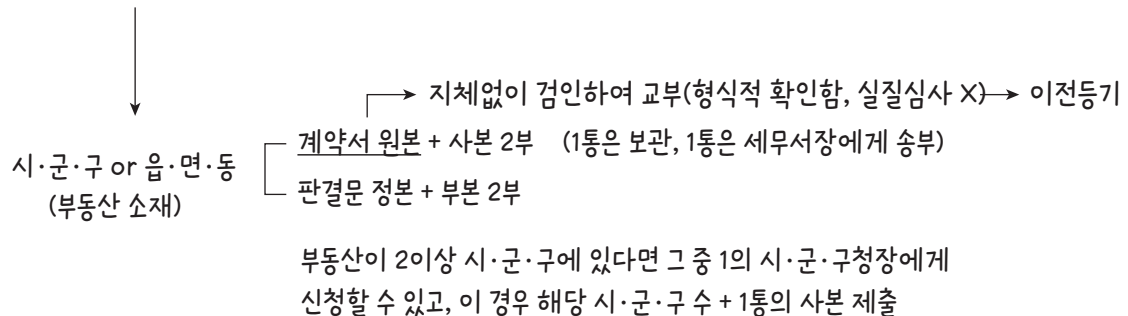 지체없이 검인하여 교부(형식적 확인함, 실질심사 X) → 이전등기
계약서 원본 + 사본 2부 (1통은 보관, 1통은 세무서장에게 송부)
시·군·구 or 읍·면·동
(부동산 소재)
판결문 정본 + 부본 2부
부동산이 2이상 시·군·구에 있다면 그 중 1의 시·군·구청장에게
신청할 수 있고, 이 경우 해당 시·군·구 수 + 1통의 사본 제출